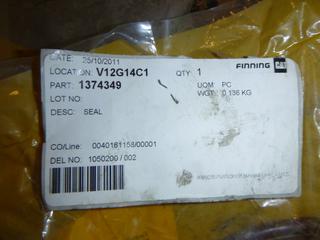 DATE: 25/10/2011
FINNING
LOCATION: V12G14C1 QTY: 1
PART: 1374349 UOM: PC
LOT NO: WGT: 0.136 KG
DESC: SEAL
CO/Line: 0040161158/00001
DEL NO: 1050200 / 002